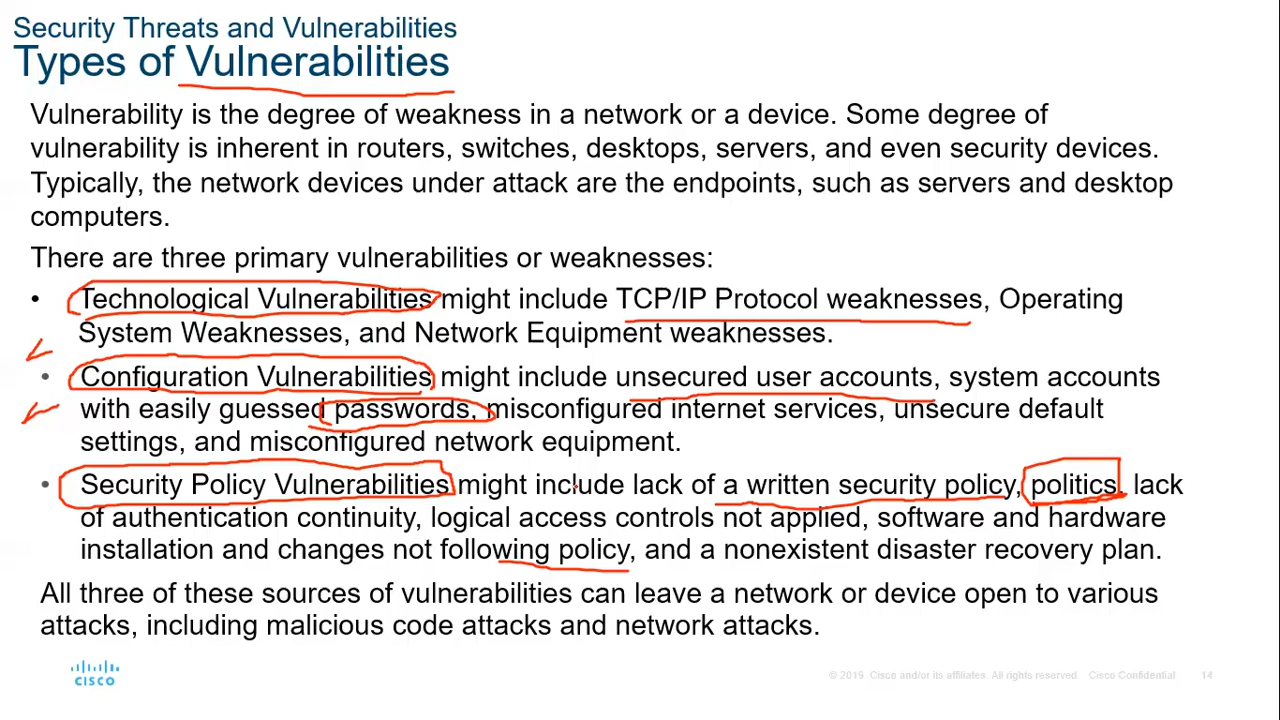 Security Threats and Vulnerabilities
Types of Vulnerabilities
Vulnerability is the degree of weakness in a network or a device. Some degree of
vulnerability is inherent in routers, switches, desktops, servers, and even security devices.
Typically, the network devices under attack are the endpoints, such as servers and desktop
computers.
There are three primary vulnerabilities or weaknesses:
• Technological Vulnerabilities might include TCP/IP Protocol weaknesses, Operating
System Weaknesses, and Network Equipment weaknesses.
• Configuration Vulnerabilities might include unsecured user accounts, system accounts
with easily guessed passwords, misconfigured internet services, unsecure default
settings, and misconfigured network equipment.
• Security Policy Vulnerabilities might include lack of a written security policy, politics, lack
of authentication continuity, logical access controls not applied, software and hardware
installation and changes not following policy, and a nonexistent disaster recovery plan.
All three of these sources of vulnerabilities can leave a network or device open to various
attacks, including malicious code attacks and network attacks.
CISCO
© 2019 Cisco and/or its affiliates. All rights reserved. Cisco Confidential 14